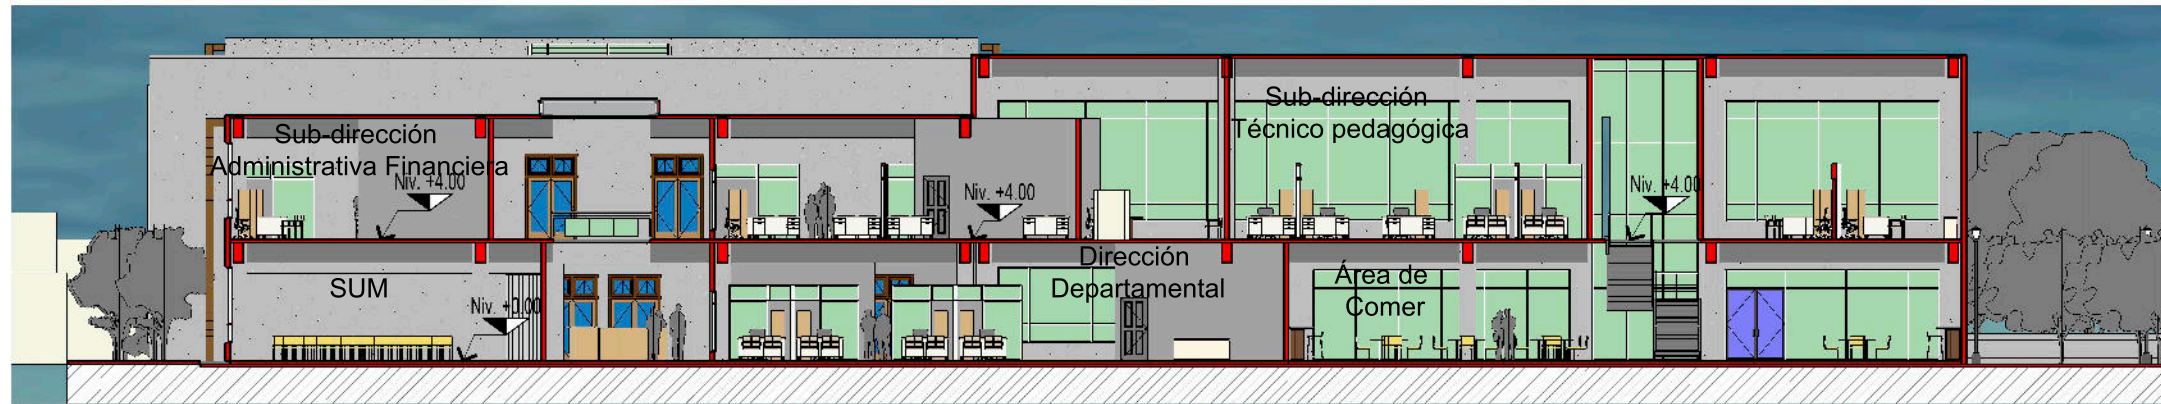 Sub-dirección
Técnico pedagógica
Sub-dirección
Administrativa Financiera
Niv. +4.00
Niv. +4.00
Niv. +4.00
Dirección
Departamental
Área de
Comer
SUM
Niv. +0.00